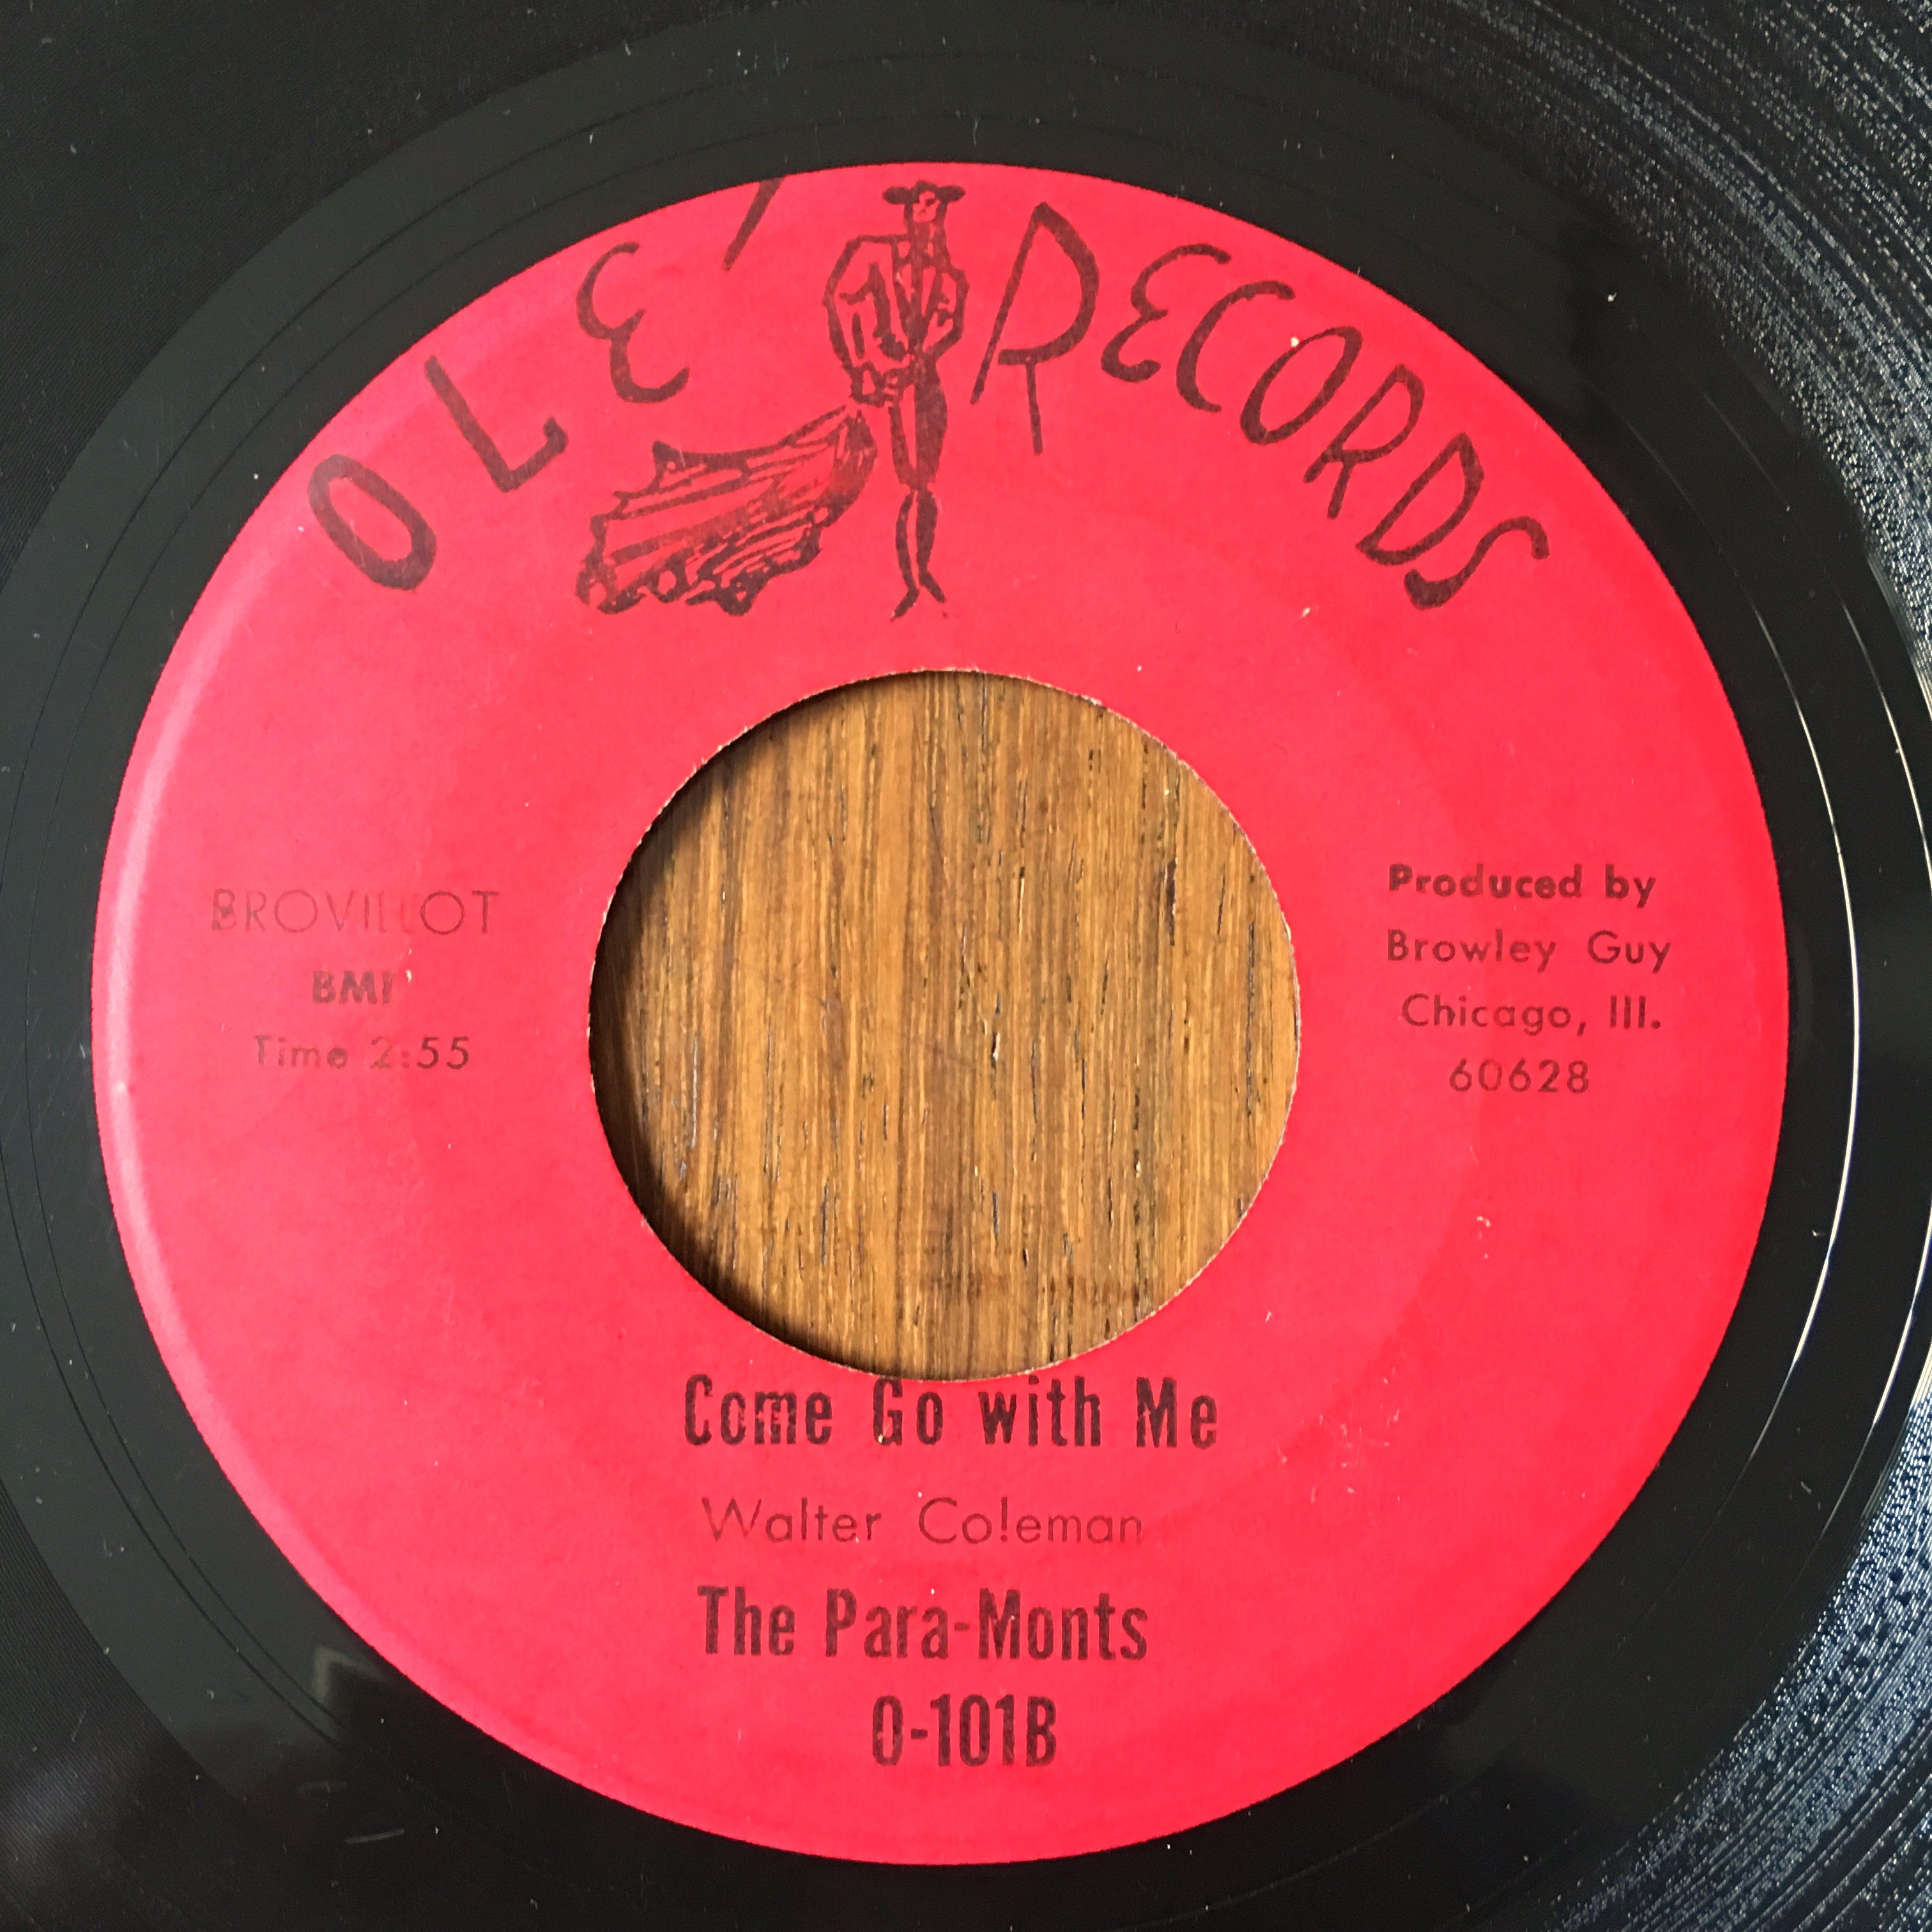 OLE' RECORDS
BROVILLOT
BMI
Time 2:55
Produced by
Browley Guy
Chicago, Ill.
60628
Come Go with Me
Walter Coleman
The Para-Monts
O-101B